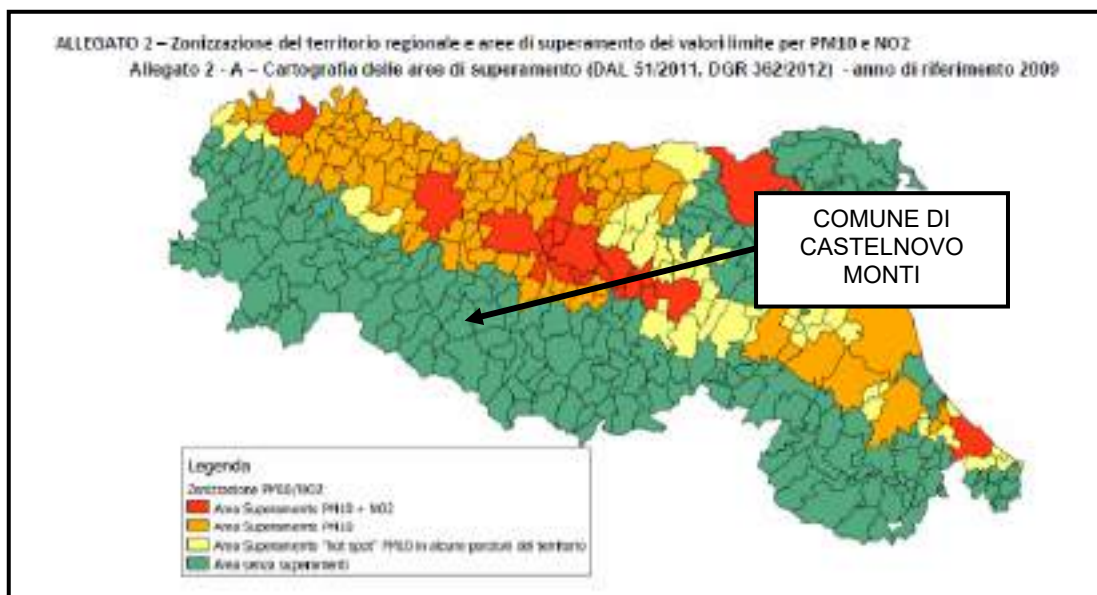 ALLEGATO 2 – Zonizzazione del territorio regionale e aree di superamento dei valori limite per PM10 e NO2
Allegato 2 - A – Cartografia delle aree di superamento (DAL 51/2011, DGR 362/2012) - anno di riferimento 2009
COMUNE DI
CASTELNOVO
MONTI
Legenda
Zonizzazione PM10/NO2
Area Superamento PM10 + NO2
Area Superamento PM10
Area Superamento "hot spot" PM10 in alcune porzioni del territorio
Area senza superamenti